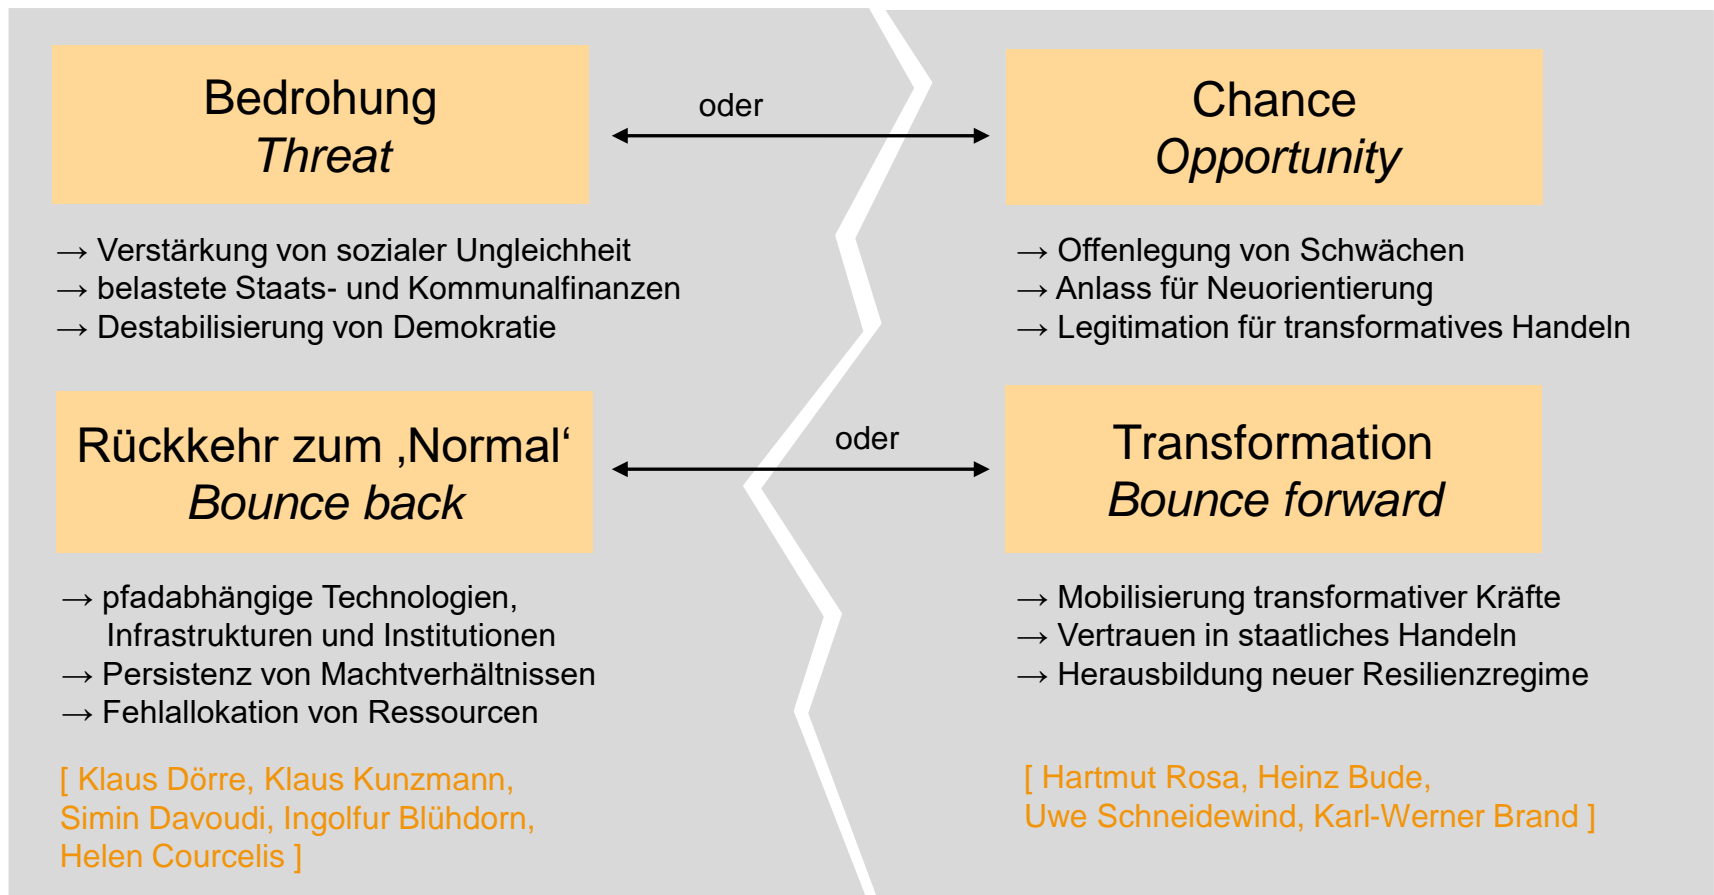 Bedrohung
Threat
→ Verstärkung von sozialer Ungleichheit
→ belastete Staats- und Kommunalfinanzen
→ Destabilisierung von Demokratie
oder
Chance
Opportunity
→ Offenlegung von Schwächen
→ Anlass für Neuorientierung
→ Legitimation für transformatives Handeln
Rückkehr zum ‚Normal‘
Bounce back
→ pfadabhängige Technologien,
Infrastrukturen und Institutionen
→ Persistenz von Machtverhältnissen
→ Fehlallokation von Ressourcen
[ Klaus Dörre, Klaus Kunzmann,
Simin Davoudi, Ingolfur Blühdorn,
Helen Courcelis ]
oder
Transformation
Bounce forward
→ Mobilisierung transformativer Kräfte
→ Vertrauen in staatliches Handeln
→ Herausbildung neuer Resilienzregime
[ Hartmut Rosa, Heinz Bude,
Uwe Schneidewind, Karl-Werner Brand ]